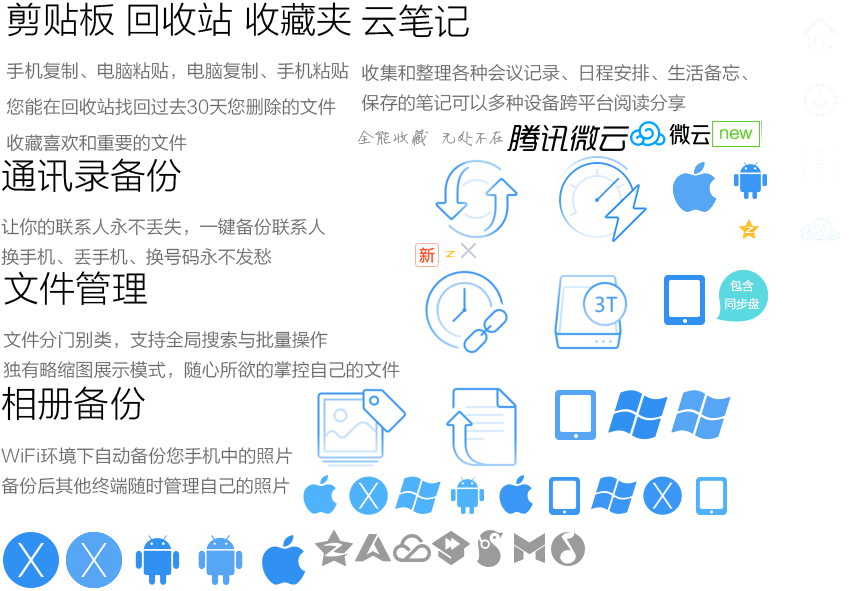 剪贴板 回收站 收藏夹 云笔记
手机复制、电脑粘贴，电脑复制、手机粘贴
您能在回收站找回过去30天您删除的文件
收藏喜欢和重要的文件
收集和整理各种会议记录、日程安排、生活备忘、
保存的笔记可以多种设备跨平台阅读分享
全能收藏 无处不在 腾讯微云 微云 new
通讯录备份
让你的联系人永不丢失，一键备份联系人
换手机、丢手机、换号码永不发愁
新
文件管理
3T
包含
同步盘
文件分门别类，支持全局搜索与批量操作
独有略缩图展示模式，随心所欲的掌控自己的文件
相册备份
WiFi环境下自动备份您手机中的照片
备份后其他终端随时管理自己的照片
X X
X X